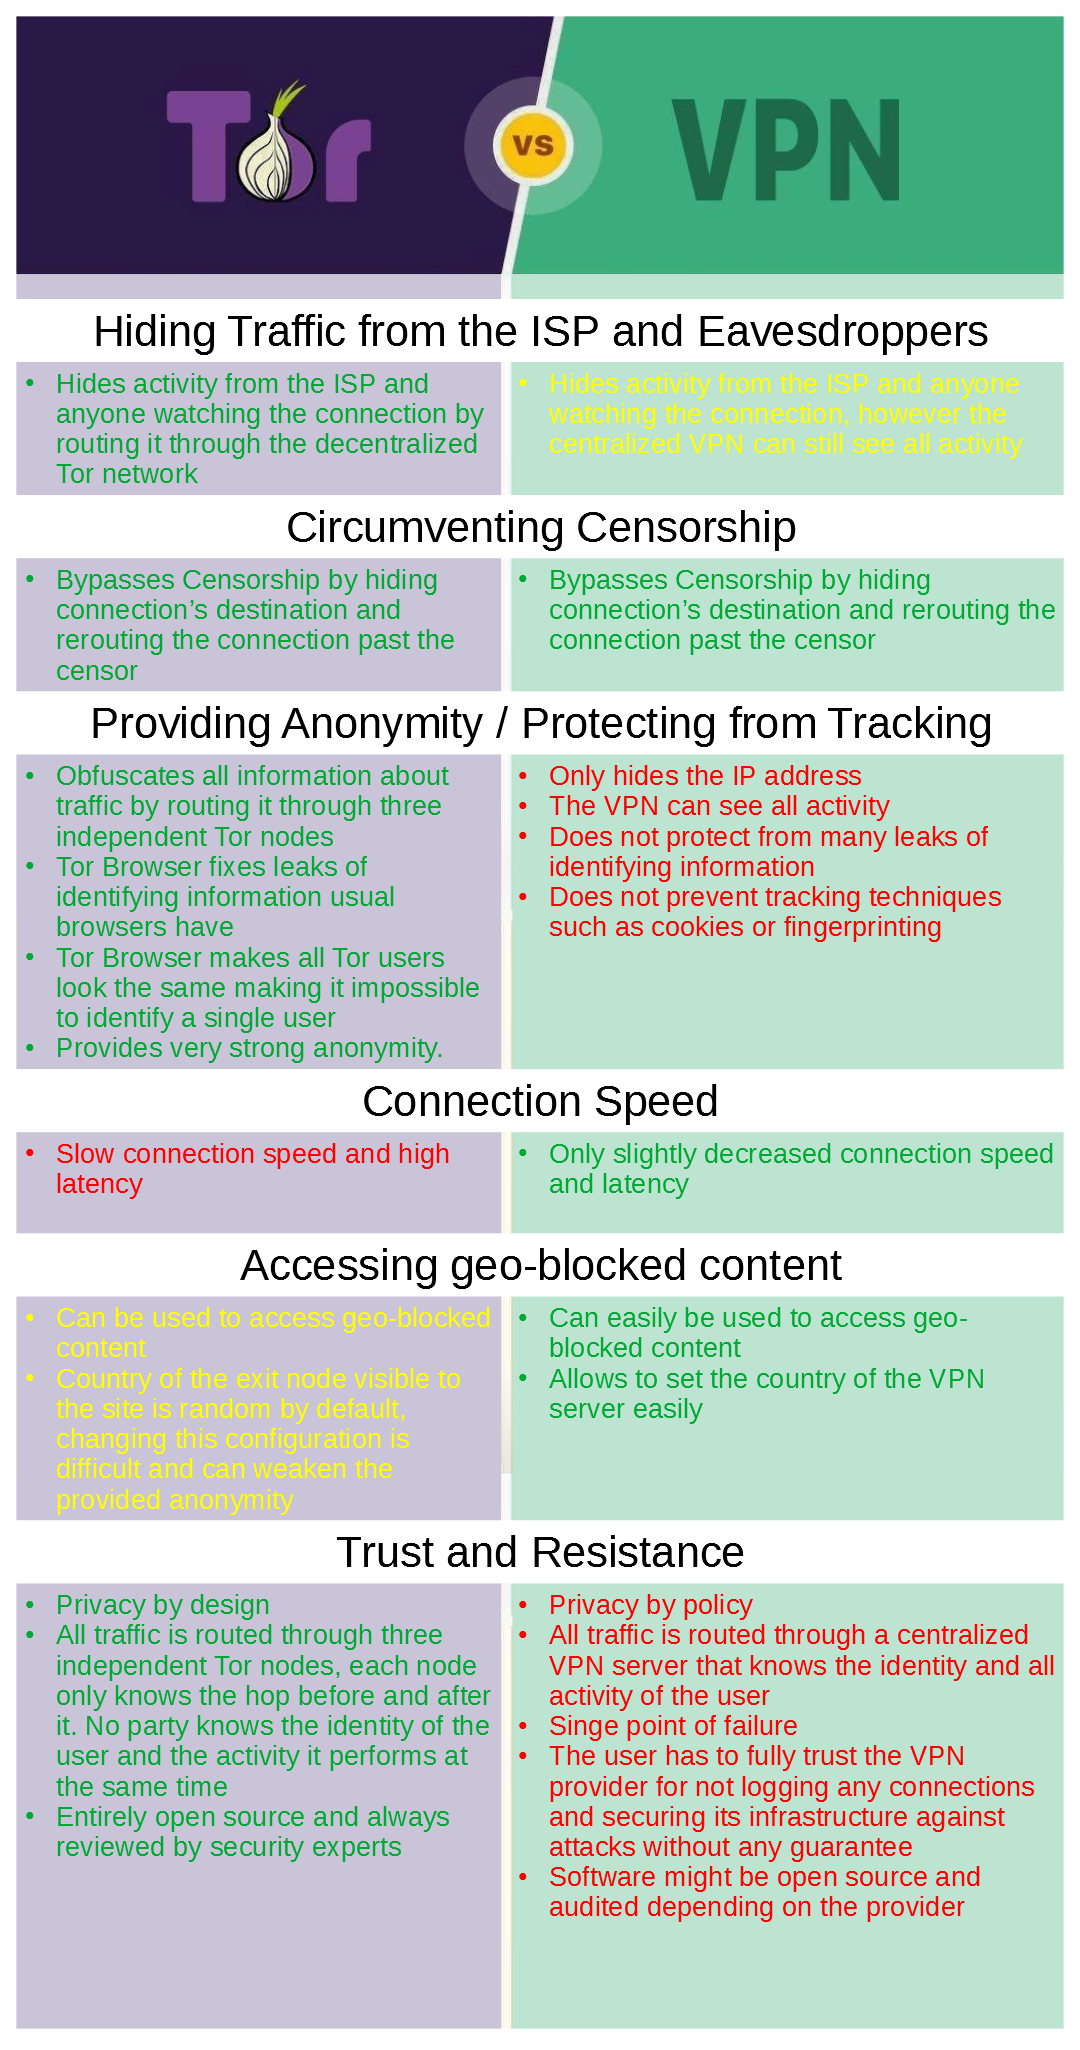 Tor
VS
VPN
Hiding Traffic from the ISP and Eavesdroppers
• Hides activity from the ISP and
anyone watching the connection by
routing it through the decentralized
Tor network
• Hides activity from the ISP and anyone
watching the connection, however the
centralized VPN can still see all activity
Circumventing Censorship
• Bypasses Censorship by hiding
connection’s destination and
rerouting the connection past the
censor
• Bypasses Censorship by hiding
connection’s destination and rerouting the
connection past the censor
Providing Anonymity / Protecting from Tracking
• Obfuscates all information about
traffic by routing it through three
independent Tor nodes
• Tor Browser fixes leaks of
identifying information usual
browsers have
• Tor Browser makes all Tor users
look the same making it impossible
to identify a single user
• Provides very strong anonymity.
• Only hides the IP address
• The VPN can see all activity
• Does not protect from many leaks of
identifying information
• Does not prevent tracking techniques
such as cookies or fingerprinting
Connection Speed
• Slow connection speed and high
latency
• Only slightly decreased connection speed
and latency
Accessing geo-blocked content
• Can be used to access geo-blocked
content
• Country of the exit node visible to
the site is random by default,
changing this configuration is
difficult and can weaken the
provided anonymity
• Can easily be used to access geo-
blocked content
• Allows to set the country of the VPN
server easily
Trust and Resistance
• Privacy by design
• All traffic is routed through three
independent Tor nodes, each node
only knows the hop before and after
it. No party knows the identity of the
user and the activity it performs at
the same time
• Entirely open source and always
reviewed by security experts
• Privacy by policy
• All traffic is routed through a centralized
VPN server that knows the identity and all
activity of the user
• Singe point of failure
• The user has to fully trust the VPN
provider for not logging any connections
and securing its infrastructure against
attacks without any guarantee
• Software might be open source and
audited depending on the provider